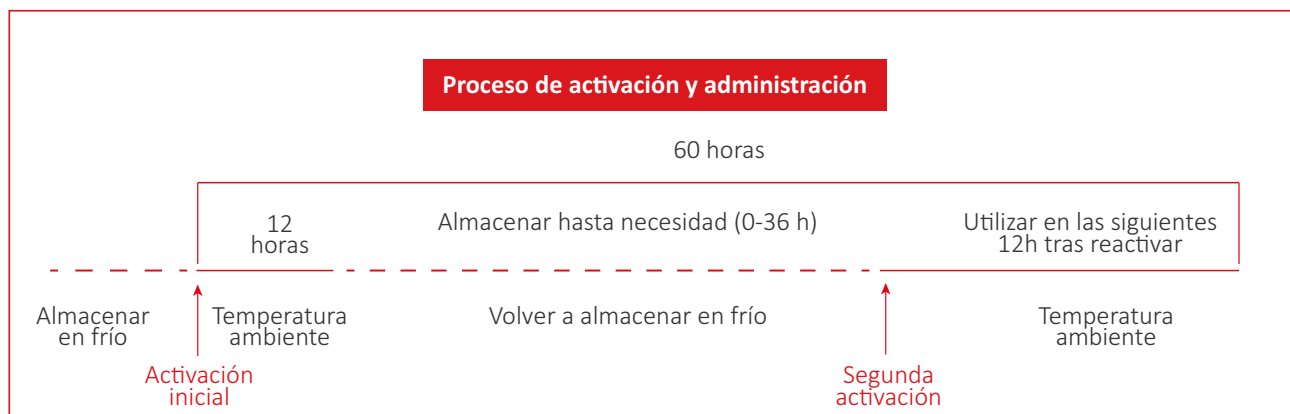 Proceso de activación y administración
60 horas
12
horas
Almacenar hasta necesidad (0-36 h)
Utilizar en las siguientes
12h tras reactivar
Almacenar
en frío
Temperatura
ambiente
Volver a almacenar en frío
Temperatura
ambiente
Activación
inicial
Segunda
activación